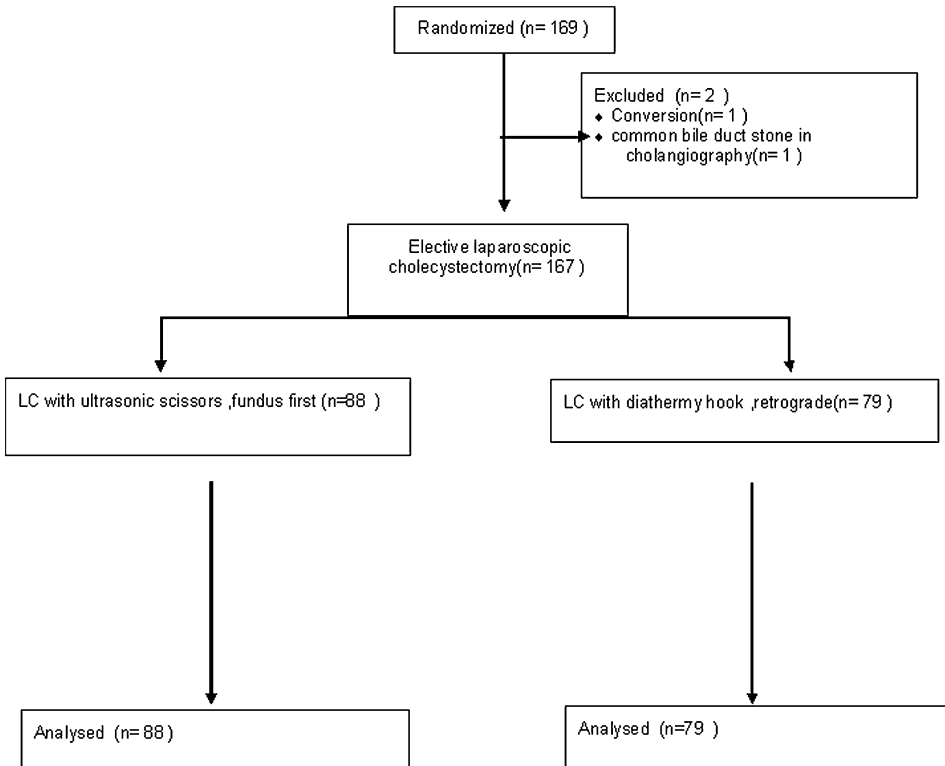 Randomized (n= 169)
Excluded (n= 2 )
♦ Conversion(n= 1 )
♦ common bile duct stone in
cholangiography(n= 1 )
Elective laparoscopic
cholecystectomy(n= 167 )
LC with ultrasonic scissors ,fundus first (n=88 )
LC with diathermy hook ,retrograde(n= 79 )
Analysed (n= 88 )
Analysed (n=79 )